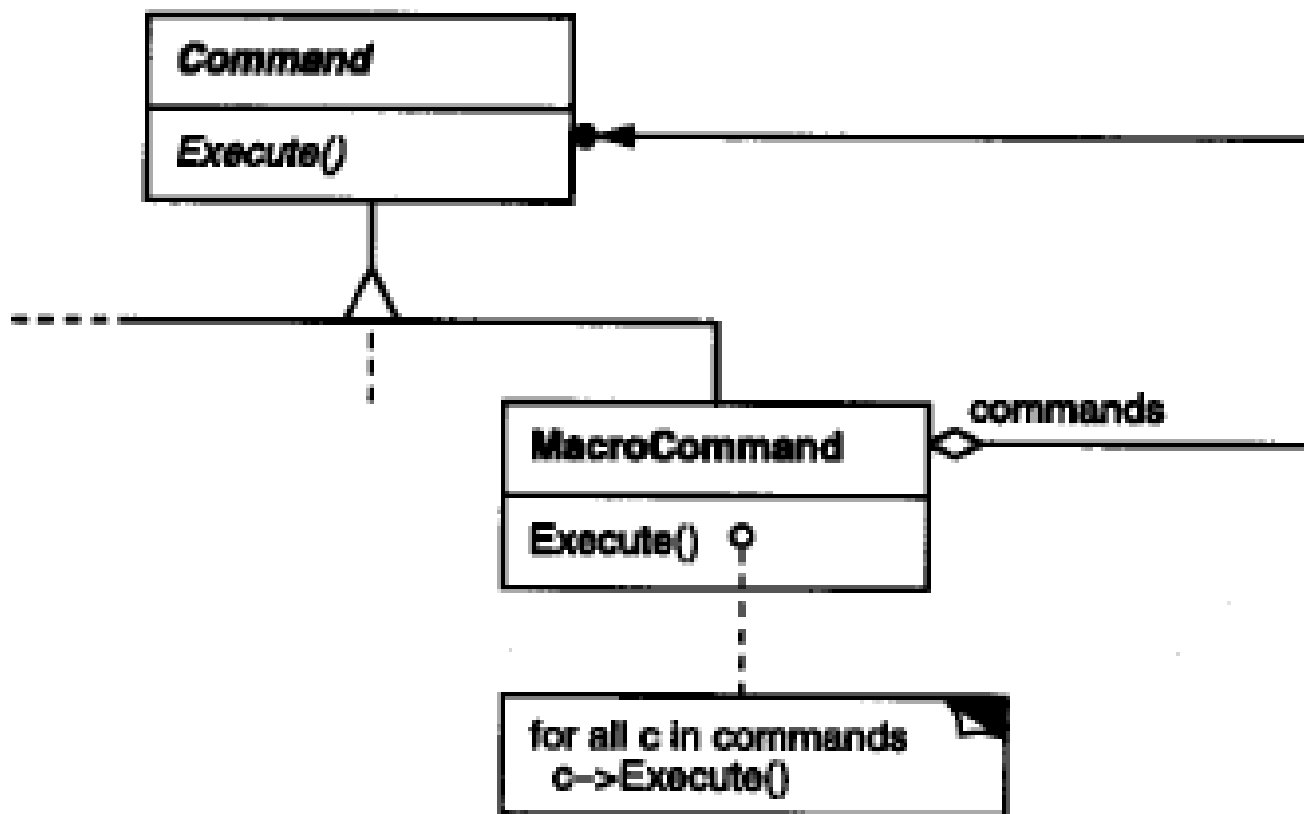 Command
Execute()
commands
MacroCommand
Execute()
for all c in commands
c->Execute()